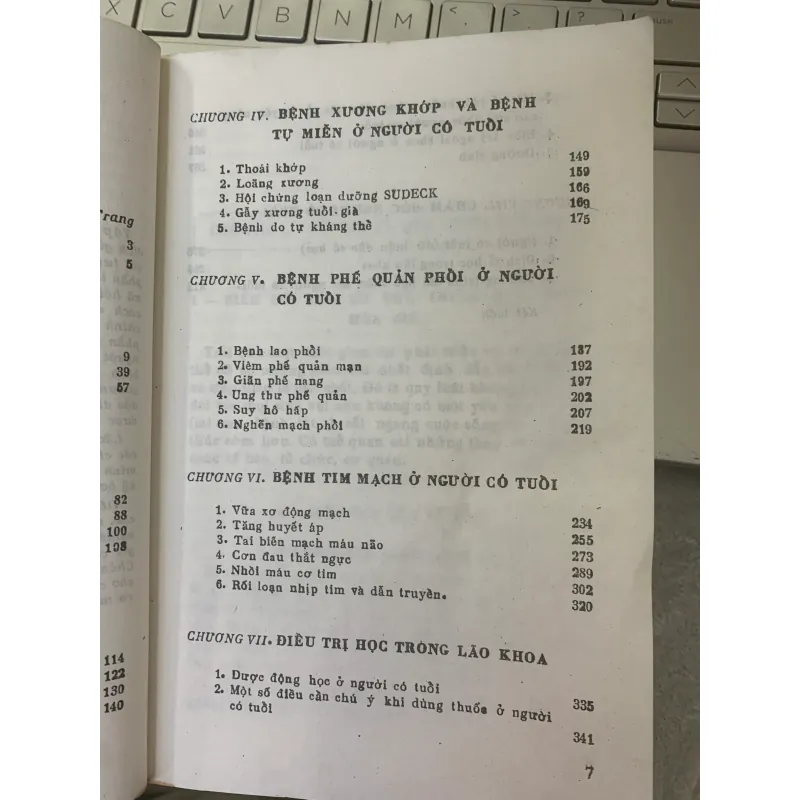 X C V B N M < , > . ? /
Trang
3
5
9
39
57
82
88
100
108
114
122
130
140
CHƯƠNG IV. BỆNH XƯƠNG KHỚP VÀ BỆNH
TỰ MIỄN Ở NGƯỜI CÓ TUỔI
1. Thoái khớp 149
2. Loãng xương 159
3. Hội chứng loạn dưỡng SUDECK 166
4. Gẫy xương tuổi già 169
5. Bệnh do tự kháng thể 175
CHƯƠNG V. BỆNH PHẾ QUẢN PHỒI Ở NGƯỜI
CÓ TUỔI
1. Bệnh lao phồi 187
2. Viêm phế quản mạn 192
3. Giãn phế nang 197
4. Ung thư phế quản 202
5. Suy hô hấp 207
6. Nghẽn mạch phồi 219
CHƯƠNG VI. BỆNH TIM MẠCH Ở NGƯỜI CÓ TUỔI
1. Vữa xơ động mạch 234
2. Tăng huyết áp 255
3. Tai biến mạch máu não 273
4. Cơn đau thắt ngực 289
5. Nhồi máu cơ tim 302
6. Rối loạn nhịp tim và dẫn truyền. 320
CHƯƠNG VII. ĐIỀU TRỊ HỌC TRONG LÃO KHOA
1. Dược động học ở người có tuổi 335
2. Một số điều cần chú ý khi dùng thuốc ở người
có tuổi 341
7